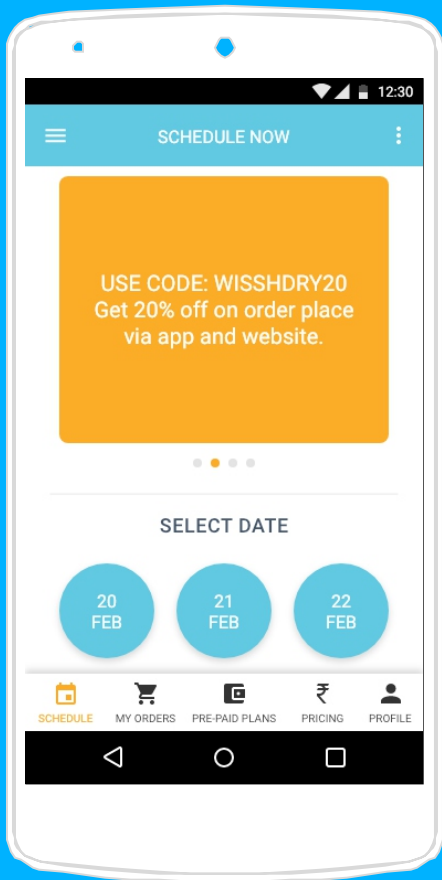 12:30
SCHEDULE NOW
USE CODE: WISSHDRY20
Get 20% off on order place
via app and website.
SELECT DATE
20
FEB
21
FEB
22
FEB
SCHEDULE
MY ORDERS
PRE-PAID PLANS
₹
PRICING
PROFILE